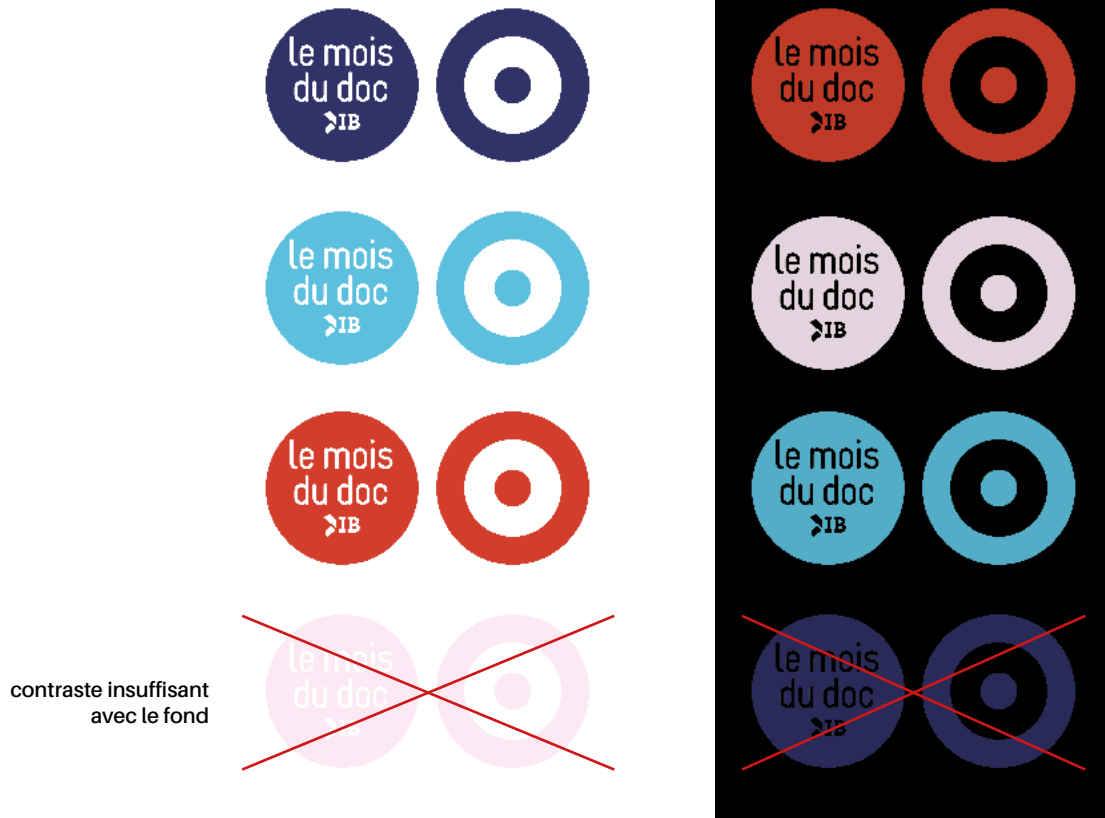 le mois
du doc
IB
le mois
du doc
IB
le mois
du doc
IB
le mois
du doc
IB
le mois
du doc
IB
le mois
du doc
IB
contraste insuffisant
avec le fond
le mois
du doc
IB
le mois
du doc
IB